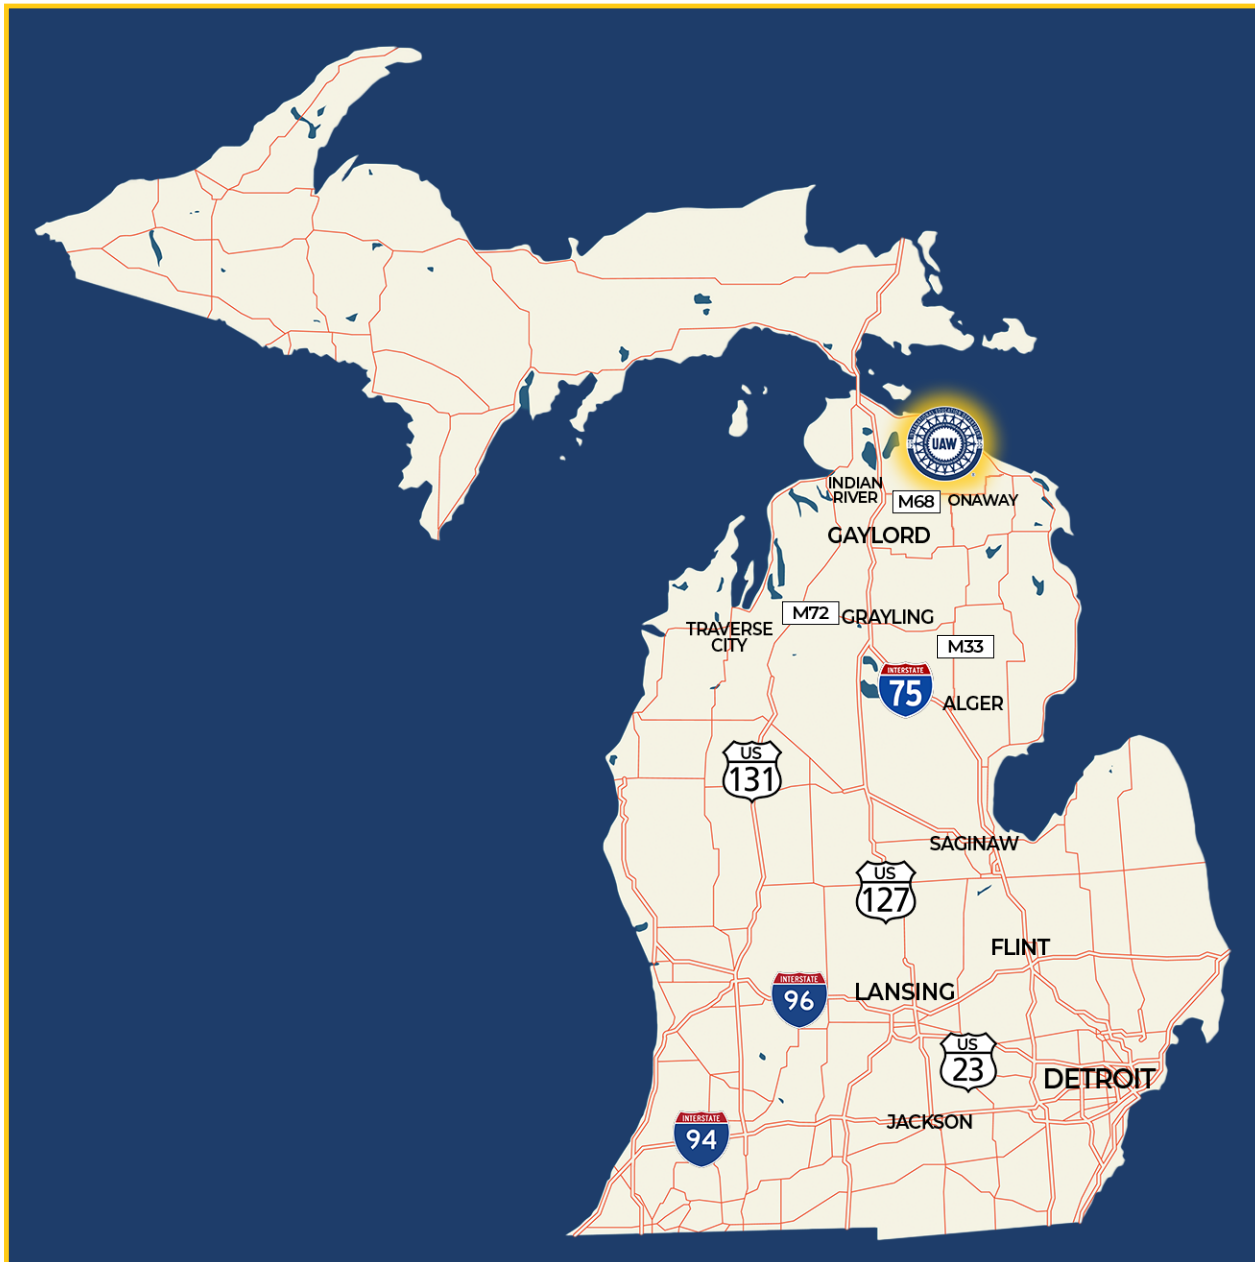 UAW
INDIAN
RIVER
M68
ONAWAY
GAYLORD
M72
GRAYLING
TRAVERSE
CITY
M33
INTERSTATE
75
ALGER
US
131
SAGINAW
US
127
FLINT
INTERSTATE
96
LANSING
US
23
DETROIT
INTERSTATE
94
JACKSON